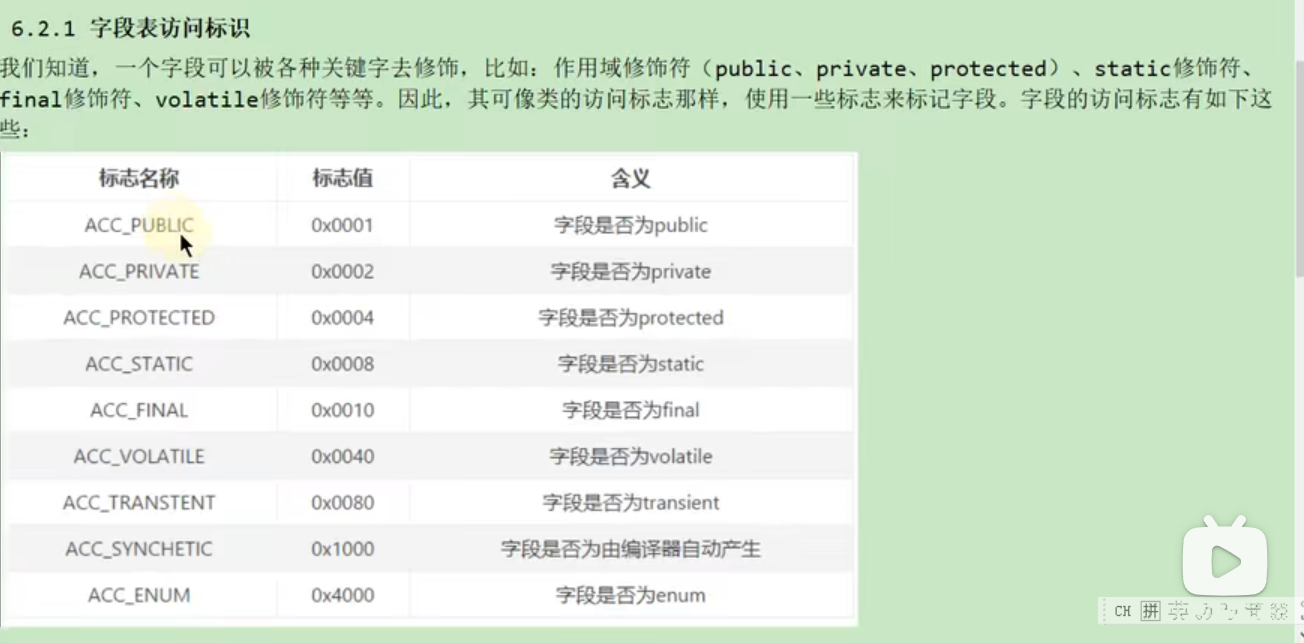 6.2.1 字段表访问标识
我们知道，一个字段可以被各种关键字去修饰，比如：作用域修饰符（public、private、protected）、static修饰符、
final修饰符、volatile修饰符等等。因此，其可像类的访问标志那样，使用一些标志来标记字段。字段的访问标志有如下这
些：
标志名称 标志值 含义
ACC_PUBLIC 0x0001 字段是否为public
ACC_PRIVATE 0x0002 字段是否为private
ACC_PROTECTED 0x0004 字段是否为protected
ACC_STATIC 0x0008 字段是否为static
ACC_FINAL 0x0010 字段是否为final
ACC_VOLATILE 0x0040 字段是否为volatile
ACC_TRANSTENT 0x0080 字段是否为transient
ACC_SYNCHETIC 0x1000 字段是否为由编译器自动产生
ACC_ENUM 0x4000 字段是否为enum
CH 拼 英